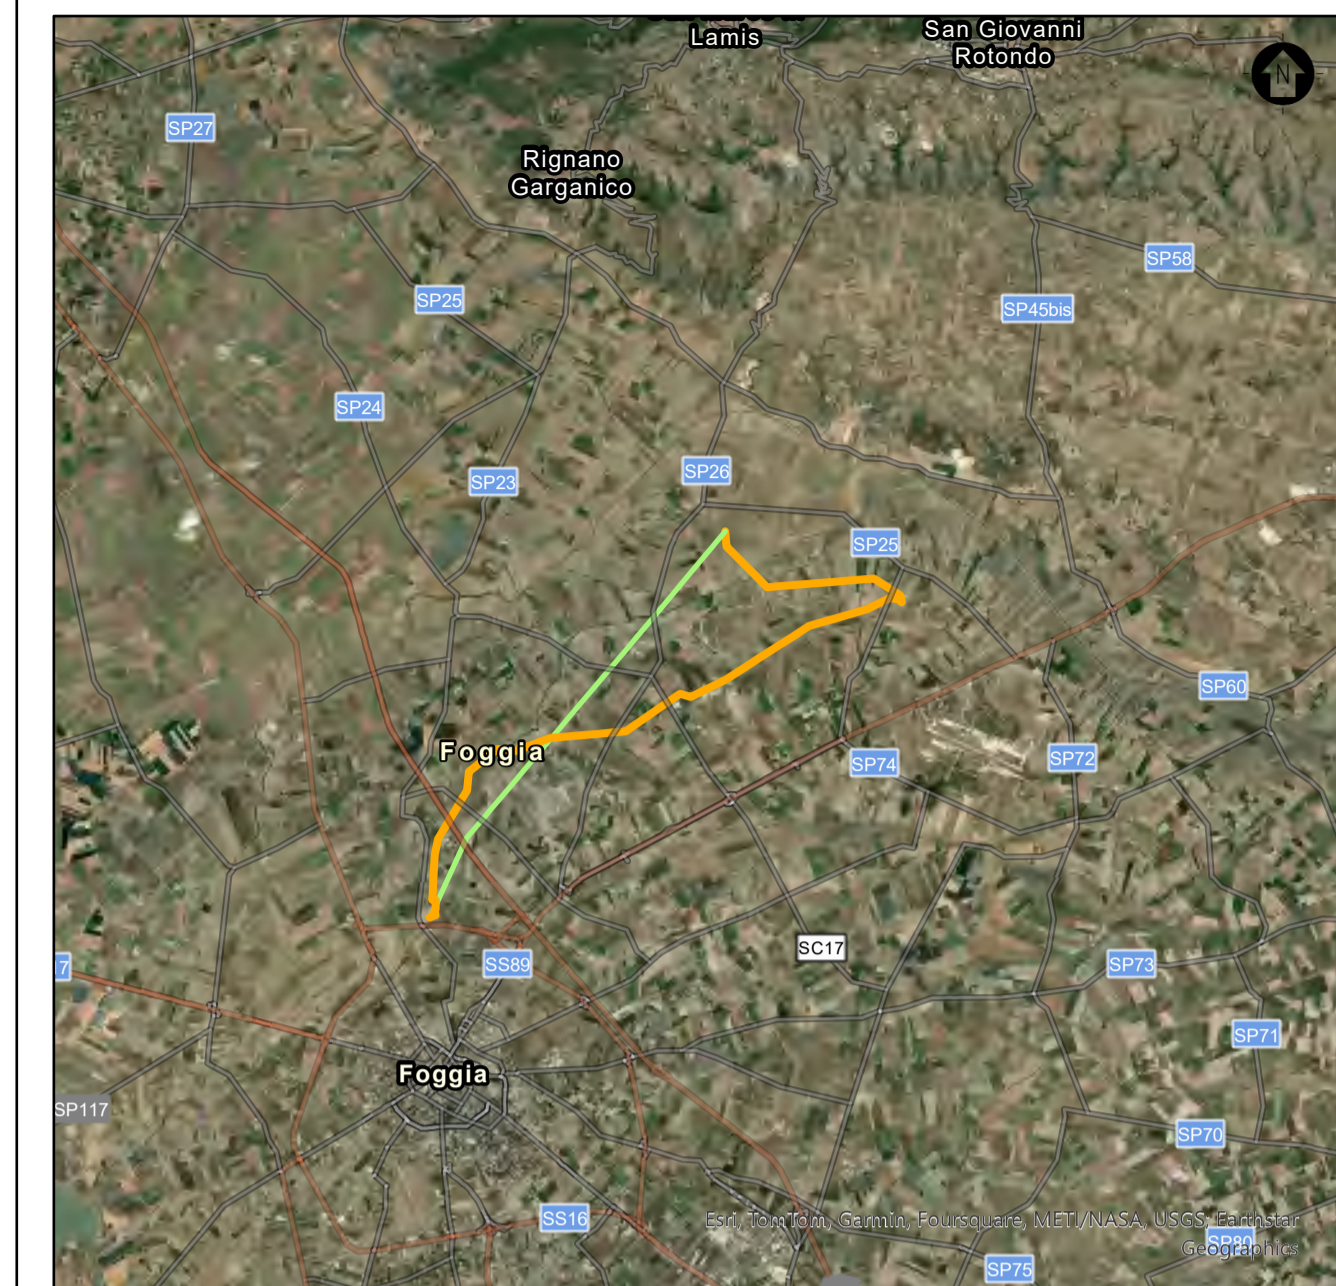 Lamis
San Giovanni
Rotondo
N
SP27
Rignano
Garganico
SP58
SP25
SP45bis
SP24
SP26
SP23
SP25
SP60
Foggia
SP74
SP72
SC17
17
SS89
SP73
SP71
Foggia
SP117
SP70
SS16
Esri, TomTom, Garmin, Foursquare, METI/NASA, USGS, Earthstar
Geographics
SP80
SP75